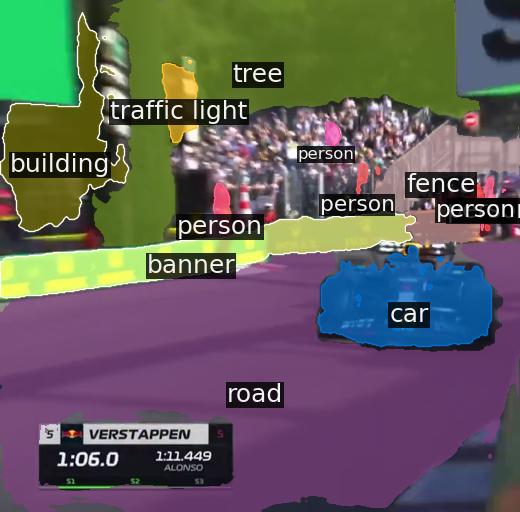 tree
traffic light
building
person
fence
person
person
person
banner
car
road
5 VERSTAPPEN 5
1:06.0 1:11.449
ALONSO
S1 S2 S3